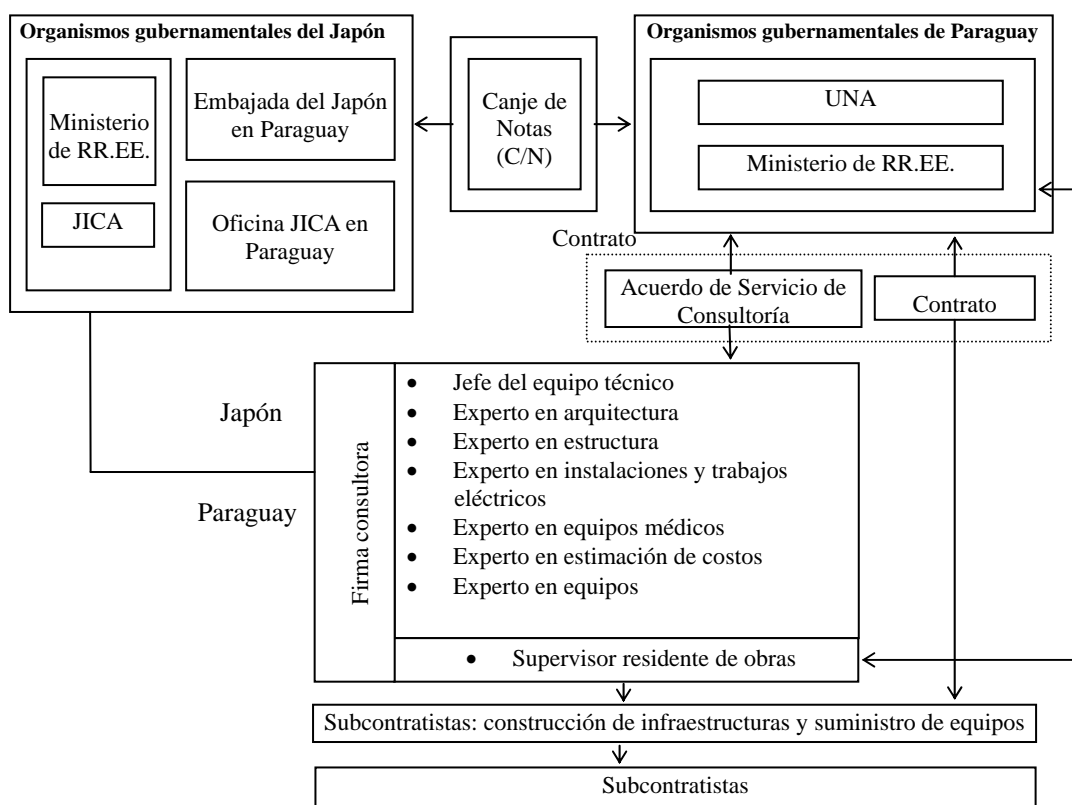 Organismos gubernamentales del Japón
Ministerio
de RR.EE.
JICA
Embajada del Japón
en Paraguay
Oficina JICA en
Paraguay
Canje de
Notas
(C/N)
Organismos gubernamentales de Paraguay
UNA
Ministerio de RR.EE.
Contrato
Acuerdo de Servicio de
Consultoría
Contrato
Japón
Paraguay
Firma consultora
• Jefe del equipo técnico
• Experto en arquitectura
• Experto en estructura
• Experto en instalaciones y trabajos
eléctricos
• Experto en equipos médicos
• Experto en estimación de costos
• Experto en equipos
• Supervisor residente de obras
Subcontratistas: construcción de infraestructuras y suministro de equipos
Subcontratistas